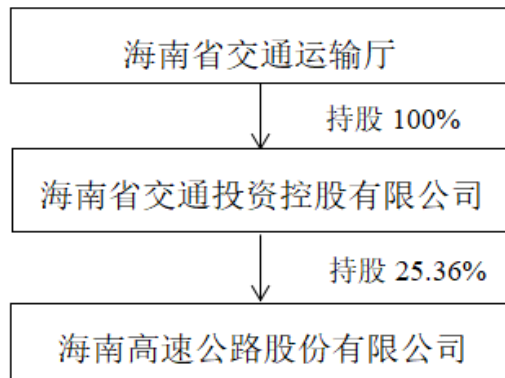 海南省交通运输厅
持股 100%
海南省交通投资控股有限公司
持股 25.36%
海南高速公路股份有限公司